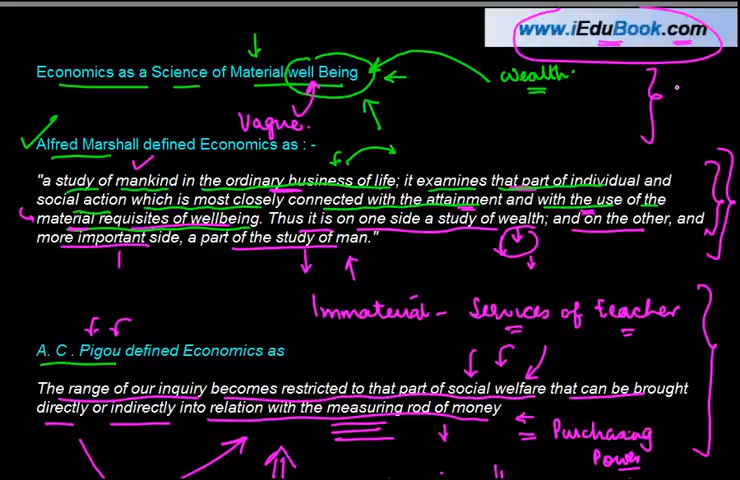 www.iEduBook.com
Economics as a Science of Material well Being
Wealth.
Vague.
Alfred Marshall defined Economics as : -
"a study of mankind in the ordinary business of life; it examines that part of individual and
social action which is most closely connected with the attainment and with the use of the
material requisites of wellbeing. Thus it is on one side a study of wealth; and on the other, and
more important side, a part of the study of man."
Immaterial - Services of teacher
A. C . Pigou defined Economics as
The range of our inquiry becomes restricted to that part of social welfare that can be brought
directly or indirectly into relation with the measuring rod of money
Purchasing
Power